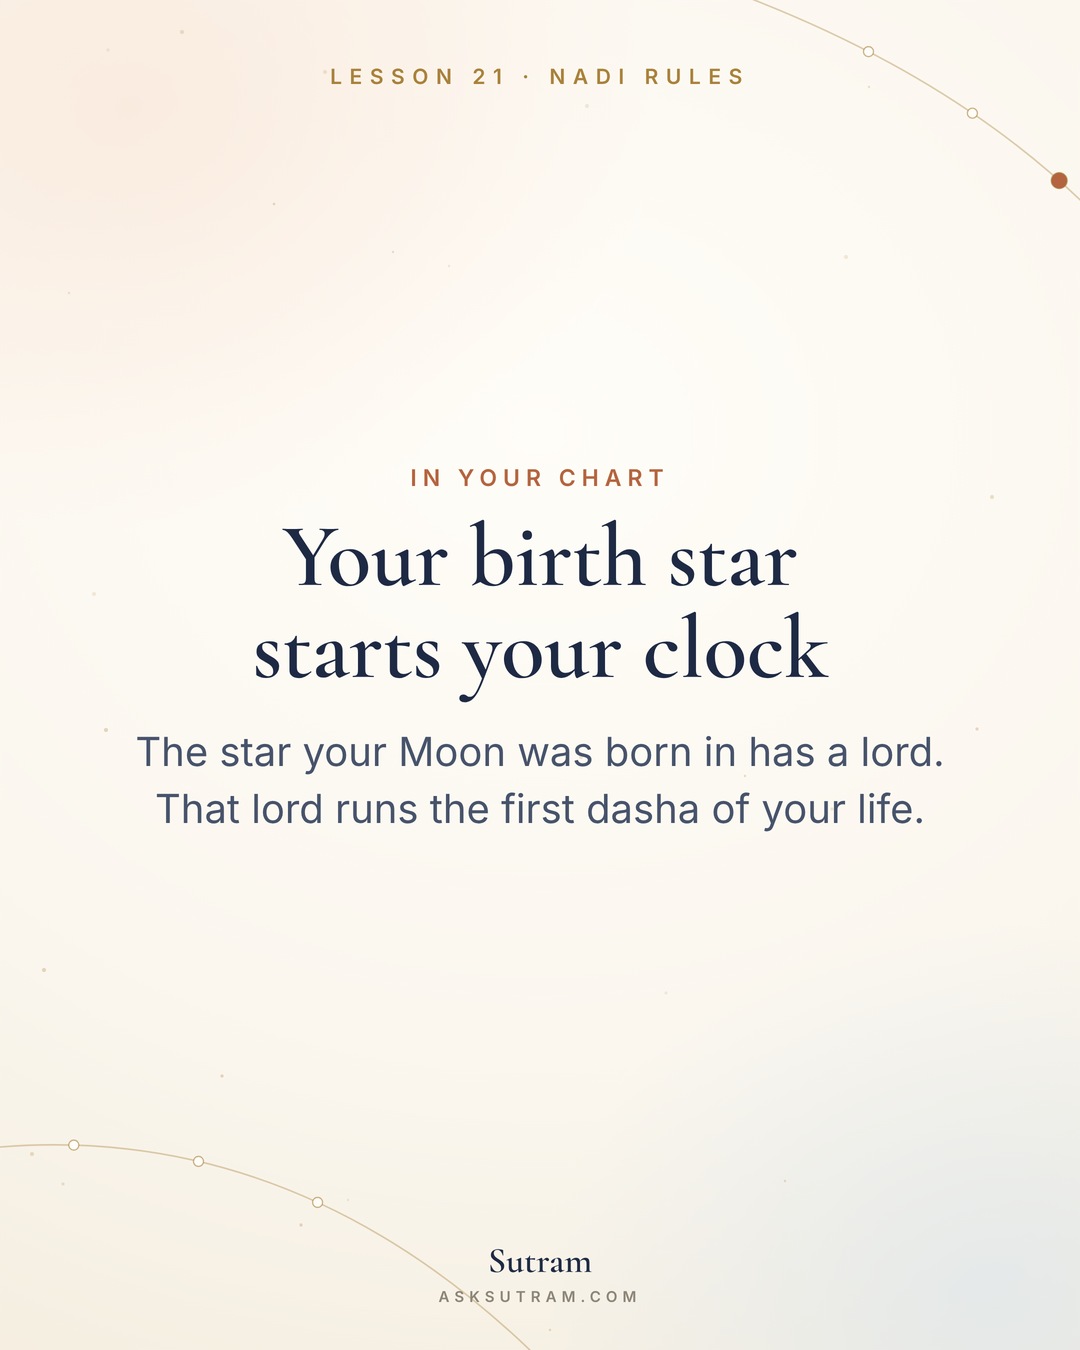 LESSON 21 · NADI RULES
IN YOUR CHART
Your birth star
starts your clock
The star your Moon was born in has a lord.
That lord runs the first dasha of your life.
Sutram
ASKSUTRAM.COM